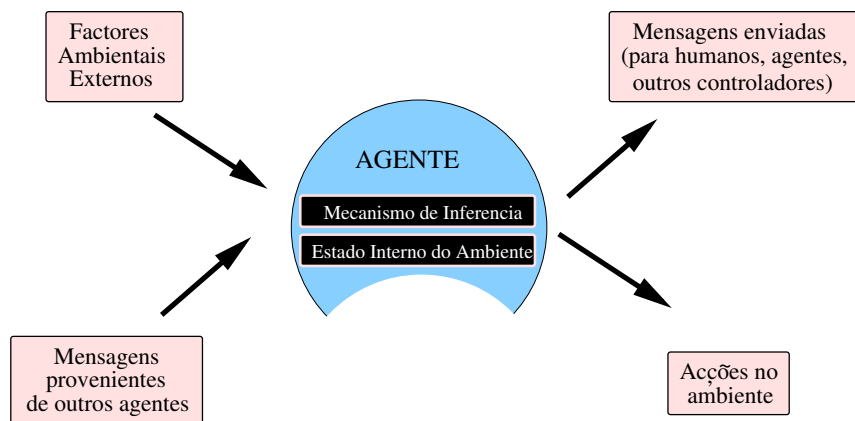 Factores
Ambientais
Externos
Mensagens enviadas
(para humanos, agentes,
outros controladores)
AGENTE
Mecanismo de Inferencia
Estado Interno do Ambiente
Mensagens
provenientes
de outros agentes
Acções no
ambiente